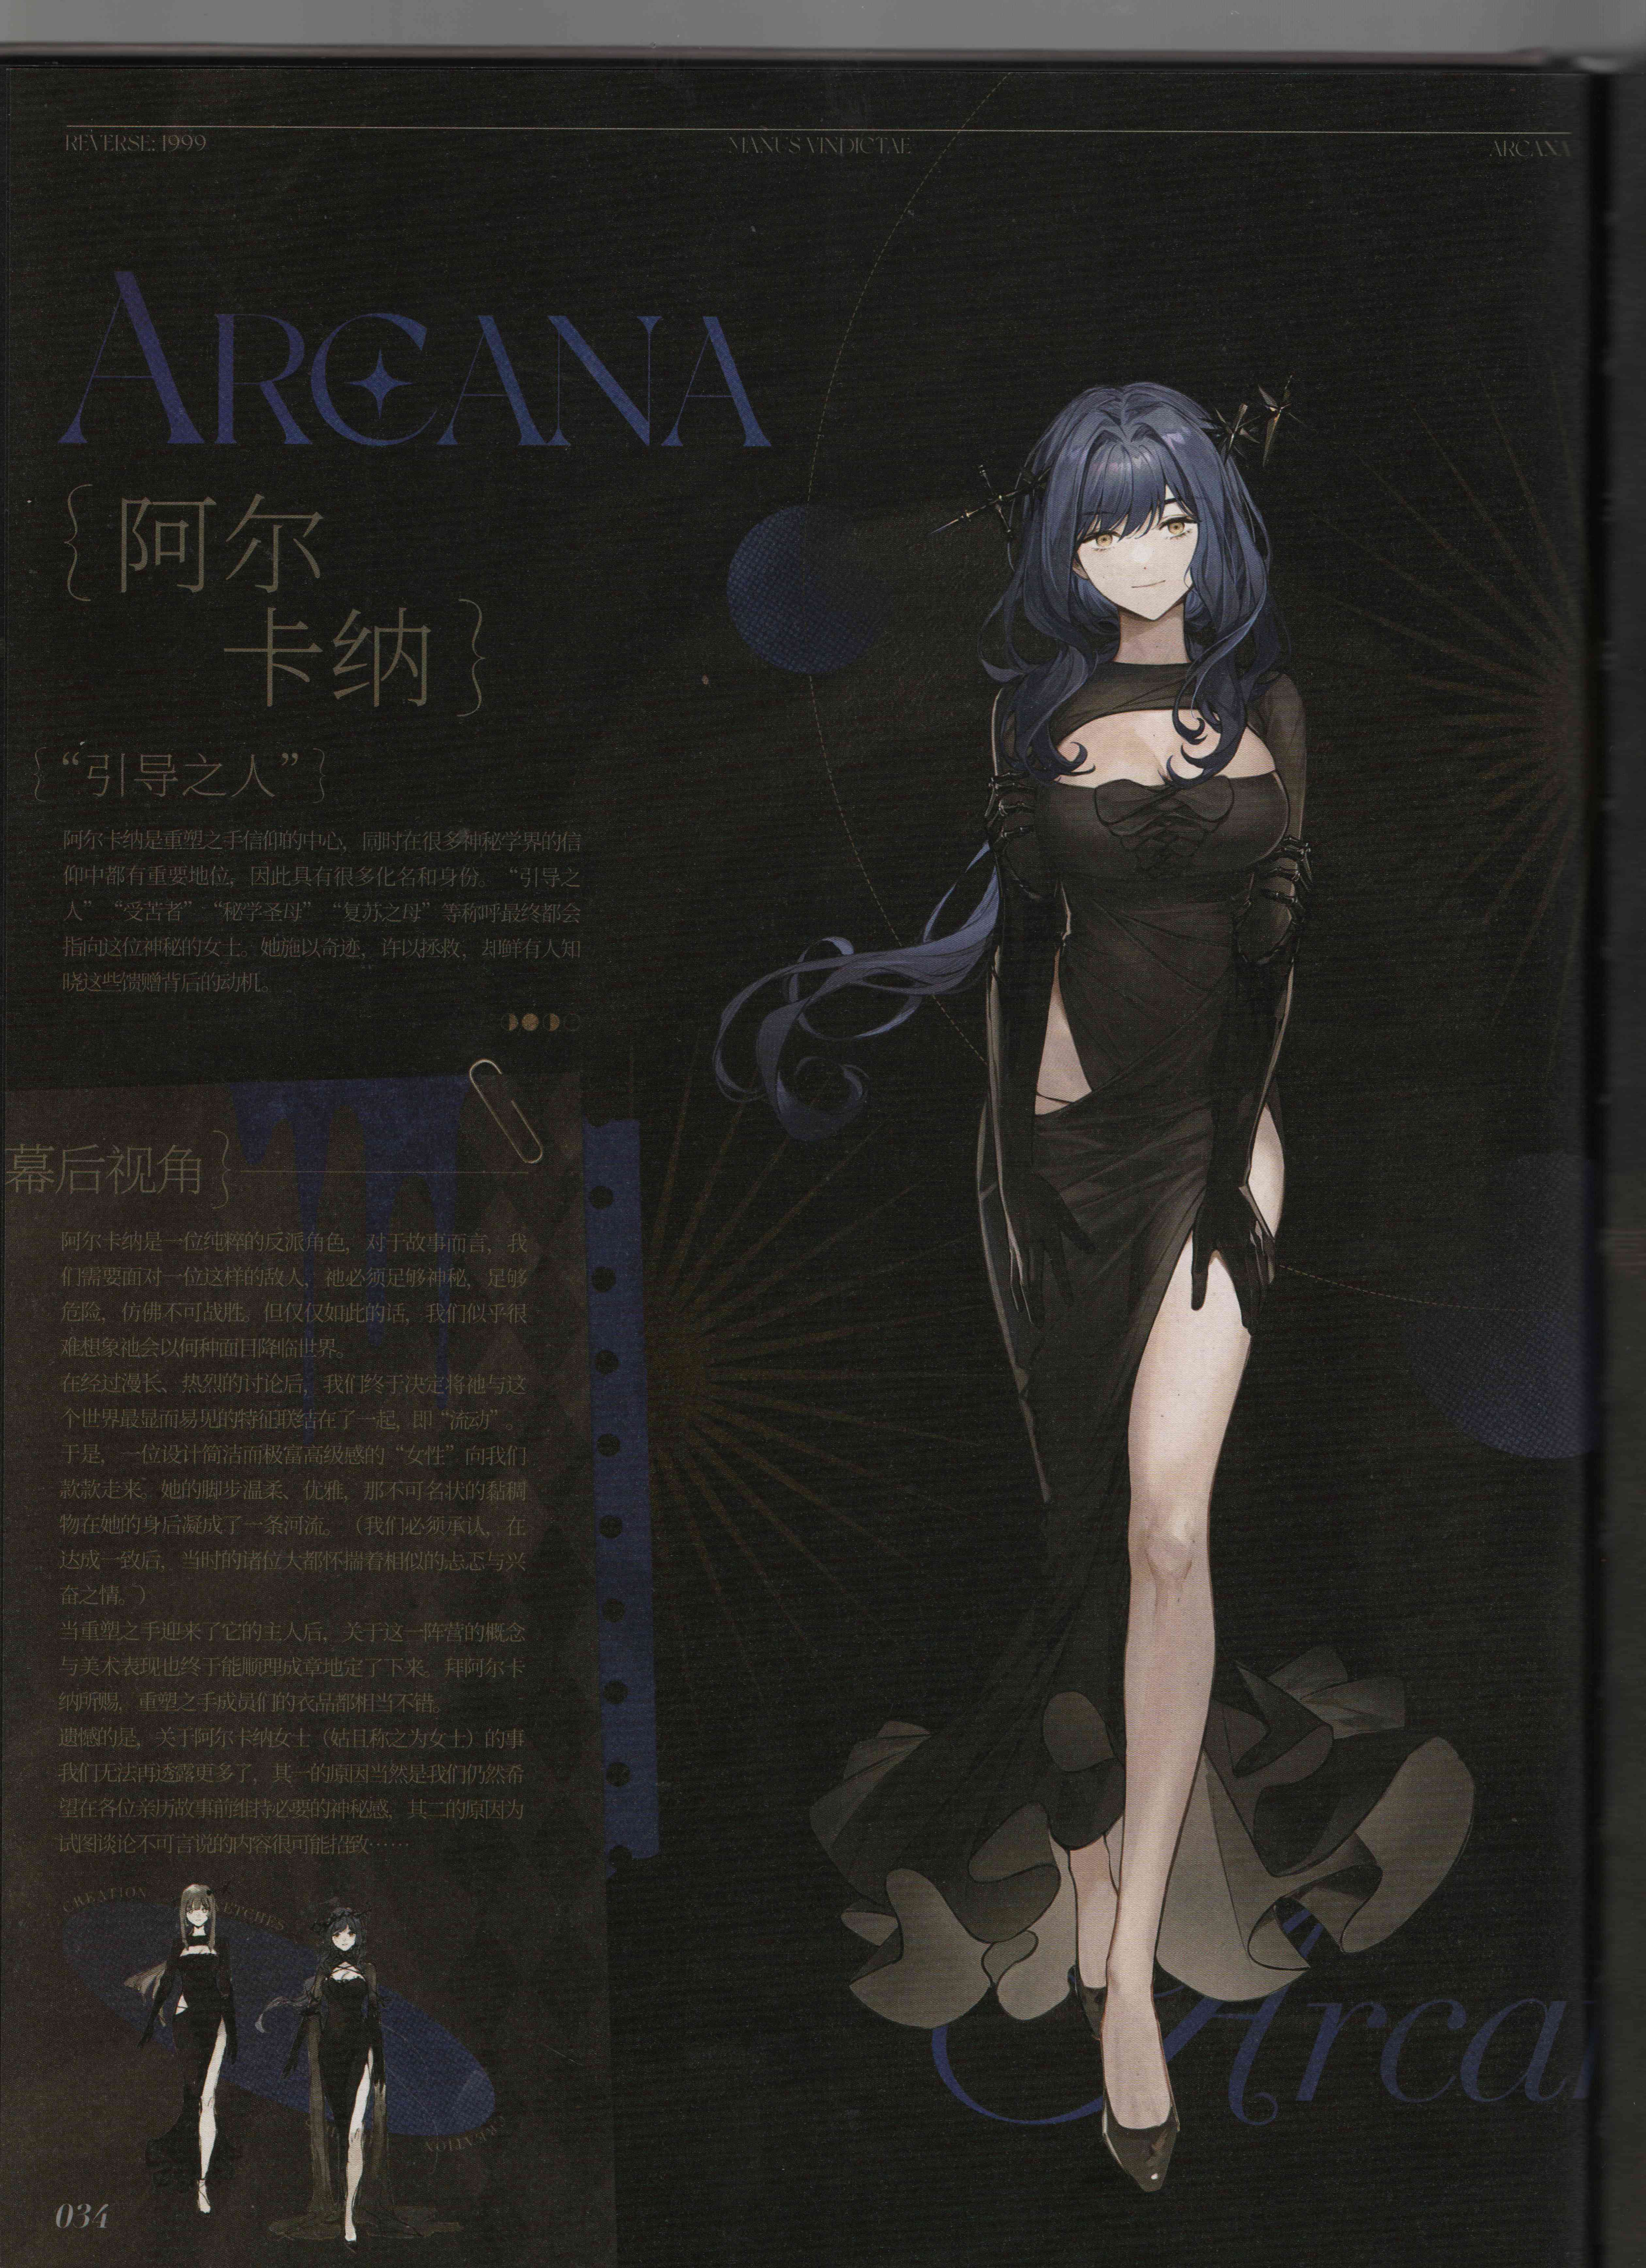 REVERSE: 1999
MANUS VINDICTAE
ARCANA
ARCANA
{阿尔
卡纳}
{“引导之人”}
阿尔卡纳是重塑之手信仰的中心，同时在很多神秘学界的信
仰中都有重要地位，因此具有很多化名和身份。“引导之
人”“受苦者”“秘学圣母”“复苏之母”等称呼最终都会
指向这位神秘的女士。她施以奇迹，许以拯救，却鲜有人知
晓这些馈赠背后的动机。
幕后视角}
阿尔卡纳是一位纯粹的反派角色，对于故事而言，我
们需要面对一位这样的敌人，祂必须足够神秘，足够
危险，仿佛不可战胜。但仅仅如此的话，我们似乎很
难想象祂会以何种面目降临世界。
在经过漫长、热烈的讨论后，我们终于决定将祂与这
个世界最显而易见的特征联结在了一起，即“流动”。
于是，一位设计简洁而极富高级感的“女性”向我们
款款走来。她的脚步温柔、优雅，那不可名状的黏稠
物在她的身后凝成了一条河流。（我们必须承认，在
达成一致后，当时的诸位大都怀揣着相似的忐忑与兴
奋之情。）
当重塑之手迎来了它的主人后，关于这一阵营的概念
与美术表现也终于能顺理成章地定了下来。拜阿尔卡
纳所赐，重塑之手成员们的衣品都相当不错。
遗憾的是，关于阿尔卡纳女士（姑且称之为女士）的事
我们无法再透露更多了，其一的原因当然是我们仍然希
望在各位亲历故事前维持必要的神秘感，其二的原因为
试图谈论不可言说的内容很可能招致……
CREATION SKETCHES
CREATION
Arca
034